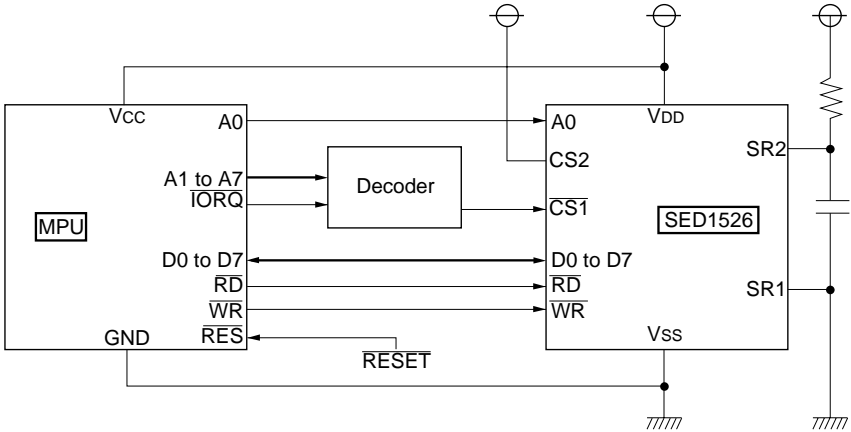 VCC
A0
A1 to A7
IORQ
MPU
D0 to D7
RD
WR
RES
GND
RESET
Decoder
VDD
A0
CS2
CS1
SED1526
D0 to D7
RD
WR
VSS
SR2
SR1